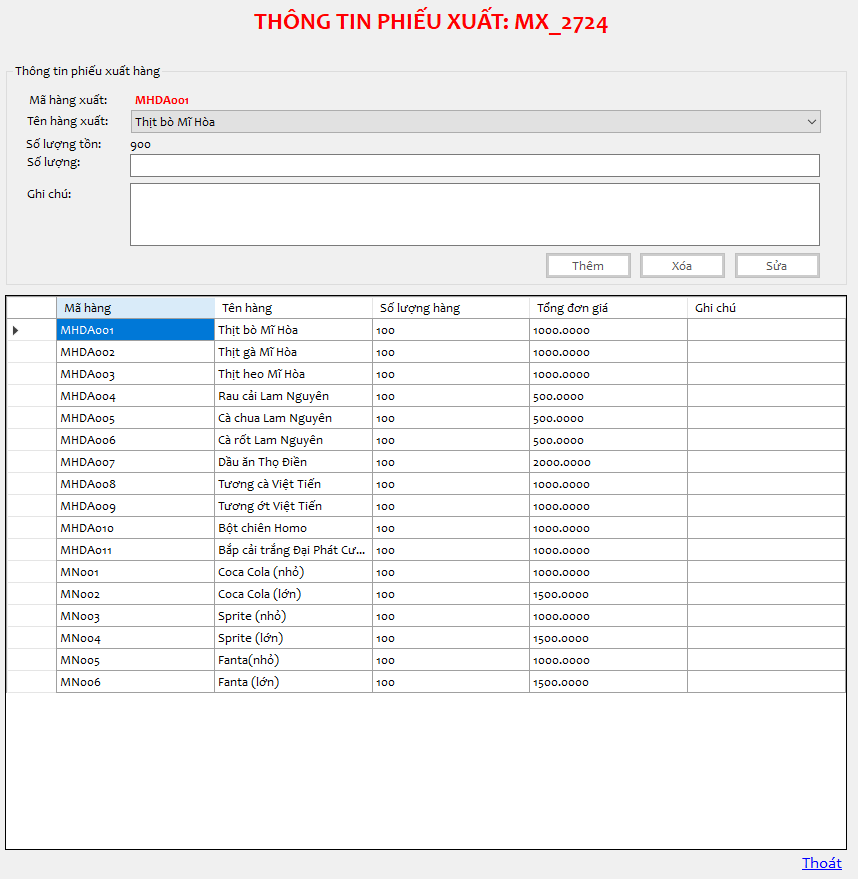 THÔNG TIN PHIẾU XUẤT: MX_2724
Thông tin phiếu xuất hàng
Mã hàng xuất: MHDA001
Tên hàng xuất: Thịt bò Mĩ Hòa
Số lượng tồn: 900
Số lượng:
Ghi chú:
Thêm Xóa Sửa
Mã hàng Tên hàng Số lượng hàng Tổng đơn giá Ghi chú
MHDA001 Thịt bò Mĩ Hòa 100 1000.0000
MHDA002 Thịt gà Mĩ Hòa 100 1000.0000
MHDA003 Thịt heo Mĩ Hòa 100 1000.0000
MHDA004 Rau cải Lam Nguyên 100 500.0000
MHDA005 Cà chua Lam Nguyên 100 500.0000
MHDA006 Cà rốt Lam Nguyên 100 500.0000
MHDA007 Dầu ăn Thọ Điền 100 2000.0000
MHDA008 Tương cà Việt Tiến 100 1000.0000
MHDA009 Tương ớt Việt Tiến 100 1000.0000
MHDA010 Bột chiên Homo 100 1000.0000
MHDA011 Bắp cải trắng Đại Phát Cư... 100 1000.0000
MN001 Coca Cola (nhỏ) 100 1000.0000
MN002 Coca Cola (lớn) 100 1500.0000
MN003 Sprite (nhỏ) 100 1000.0000
MN004 Sprite (lớn) 100 1500.0000
MN005 Fanta(nhỏ) 100 1000.0000
MN006 Fanta (lớn) 100 1500.0000
Thoát